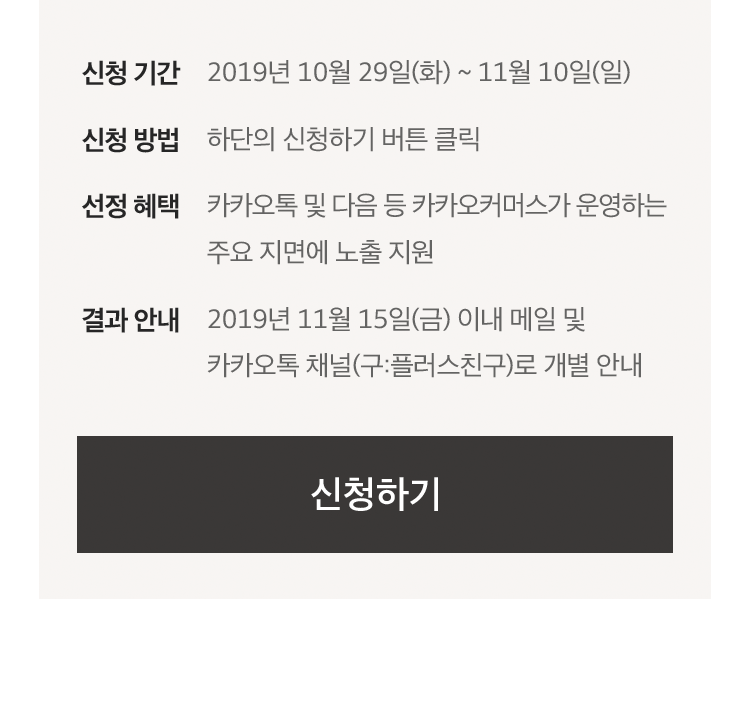 신청 기간 2019년 10월 29일(화) ~ 11월 10일(일)
신청 방법 하단의 신청하기 버튼 클릭
선정 혜택 카카오톡 및 다음 등 카카오커머스가 운영하는
주요 지면에 노출 지원
결과 안내 2019년 11월 15일(금) 이내 메일 및
카카오톡 채널(구:플러스친구)로 개별 안내
신청하기